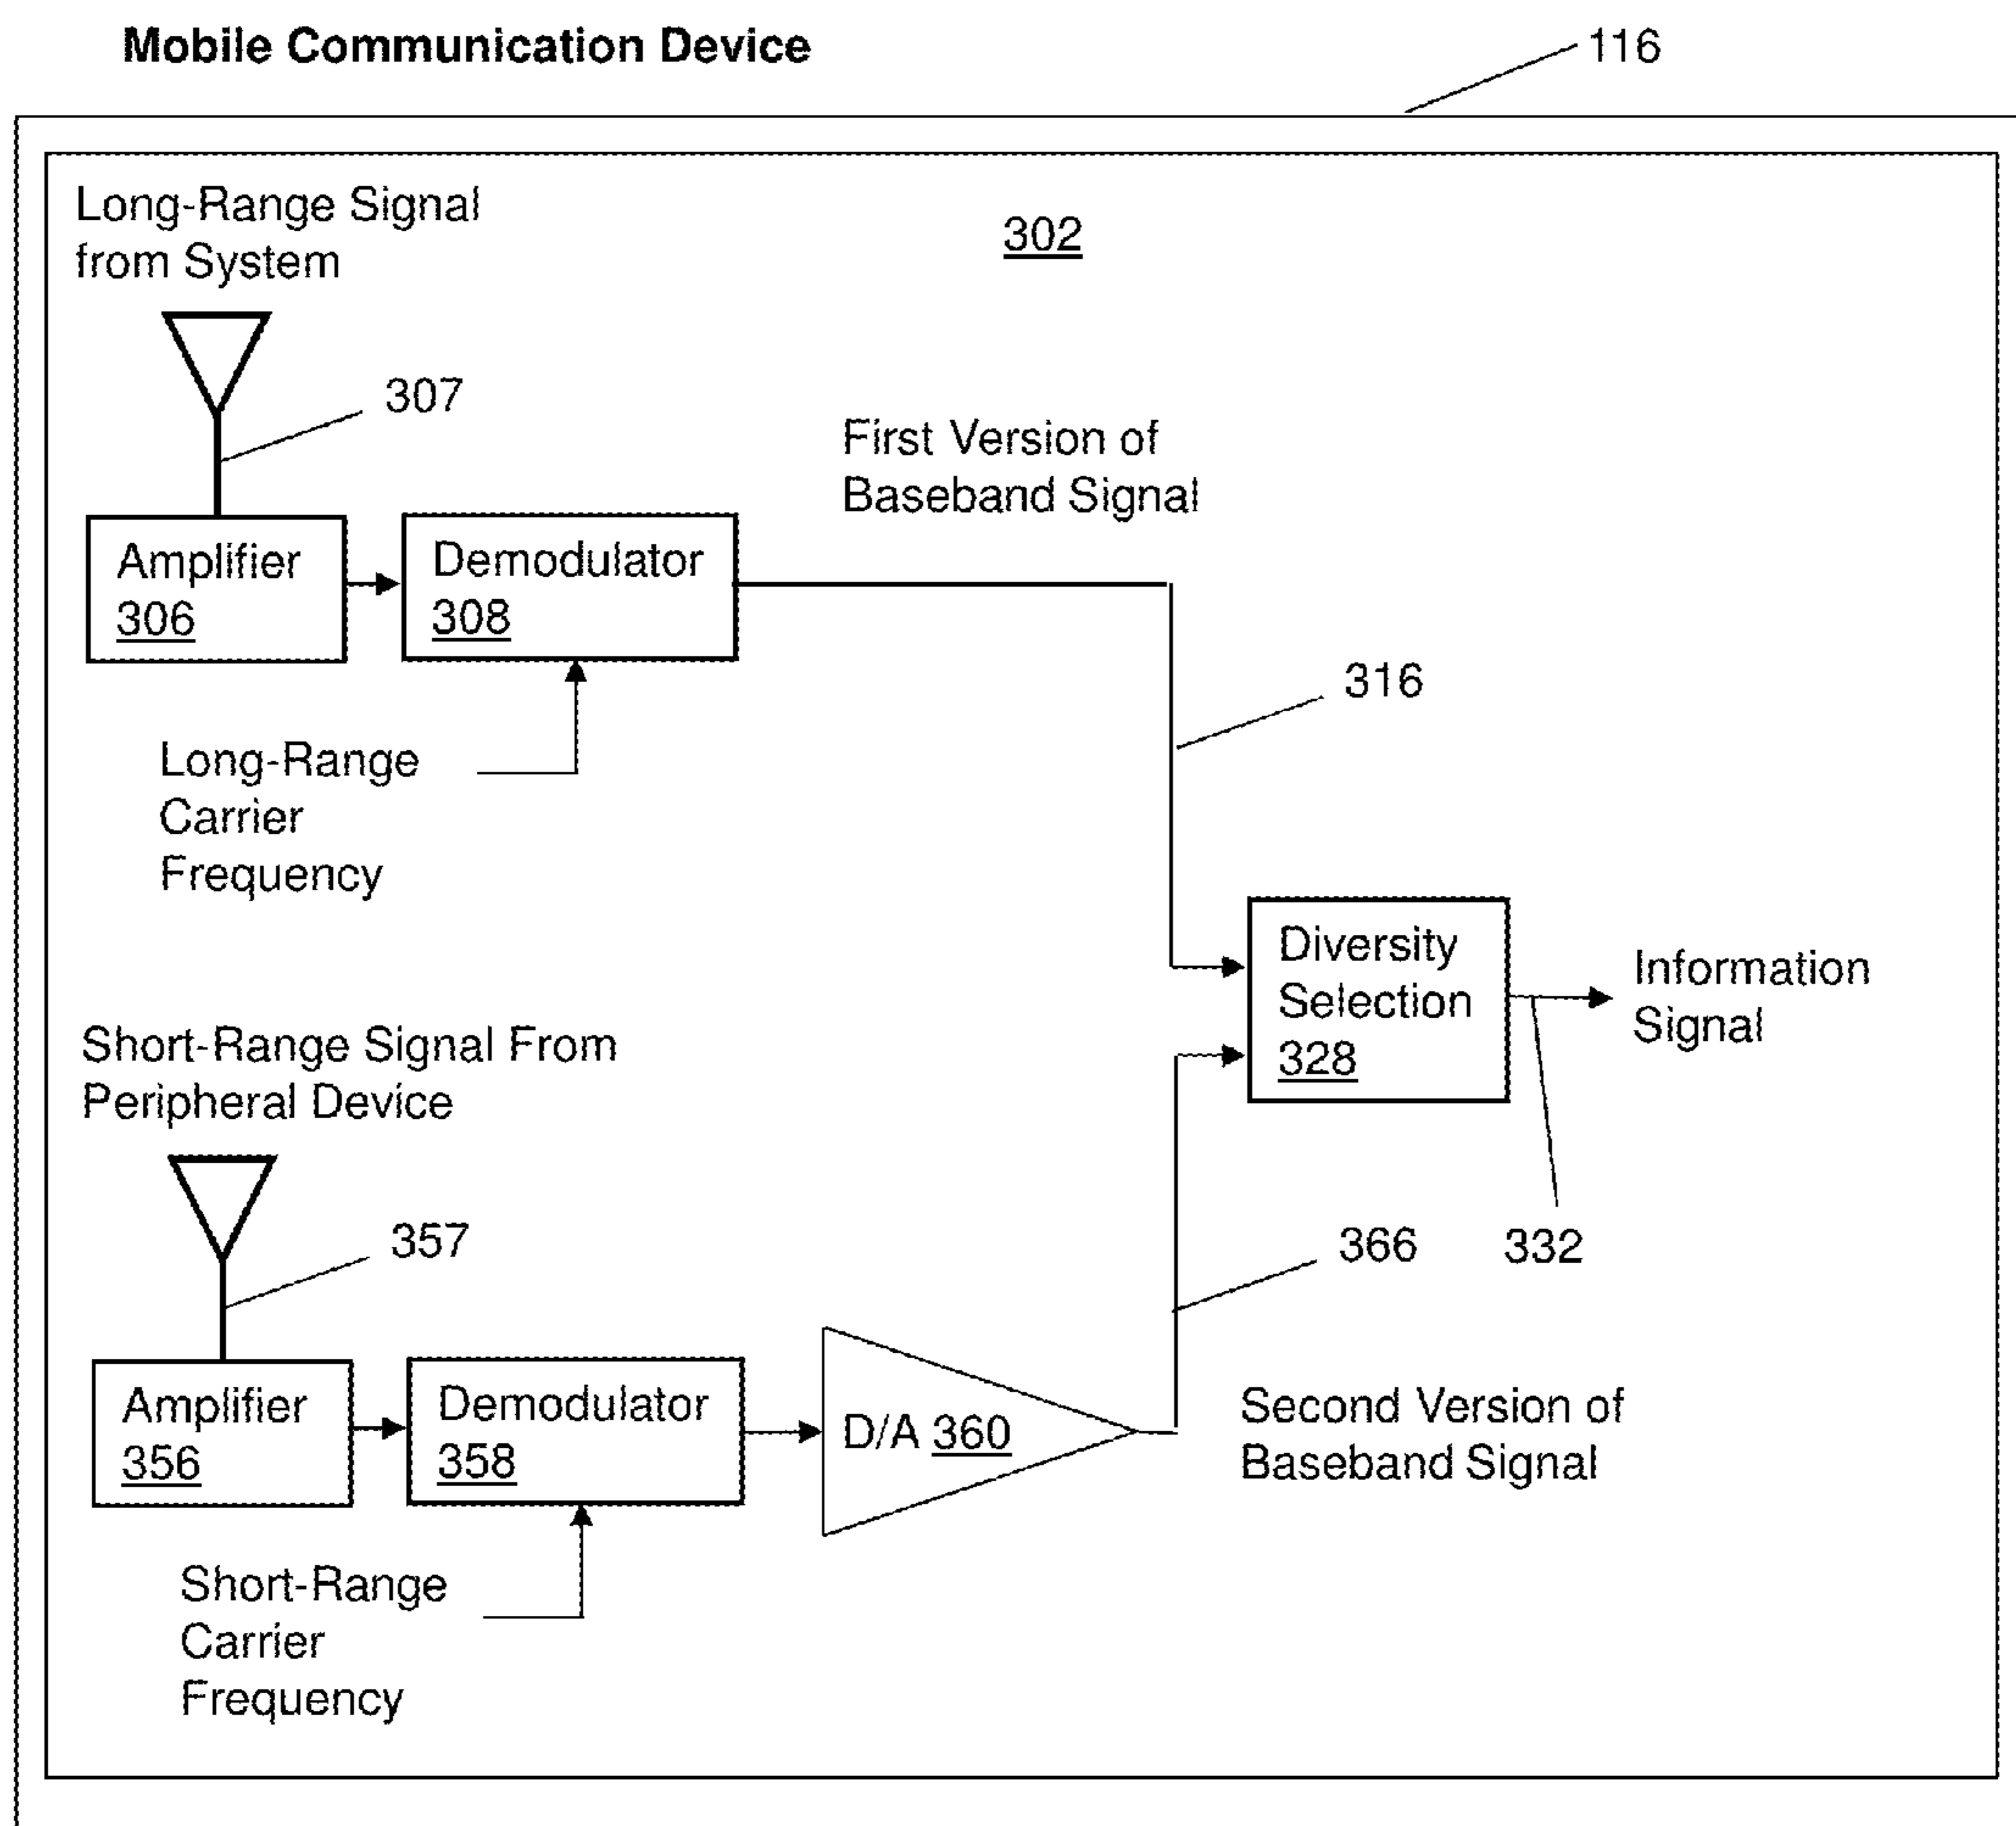 Mobile Communication Device
116
Long-Range Signal
from System
302
307
First Version of
Baseband Signal
Amplifier
306
Demodulator
308
316
Long-Range
Carrier
Frequency
Diversity
Selection
328
Information
Signal
Short-Range Signal From
Peripheral Device
357
366
332
Amplifier
356
Demodulator
358
D/A 360
Second Version of
Baseband Signal
Short-Range
Carrier
Frequency